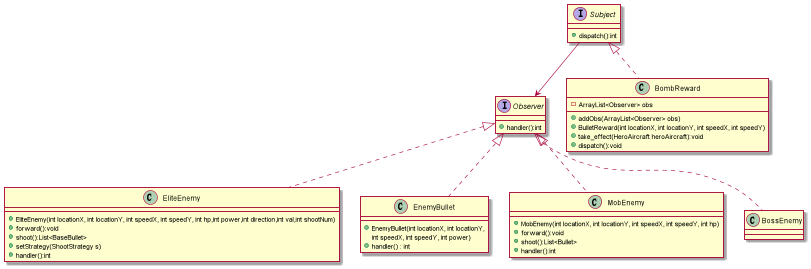 I Subject
dispatch():int
C BombReward
ArrayList<Observer> obs
addObs(ArrayList<Observer> obs)
BulletReward(int locationX, int locationY, int speedX, int speedY)
take_effect(HeroAircraft heroAircraft):void
dispatch():void
I Observer
handler():int
C EliteEnemy
EliteEnemy(int locationX, int locationY, int speedX, int speedY, int hp,int power,int direction,int val,int shootNum)
forward():void
shoot():List<BaseBullet>
setStrategy(ShootStrategy s)
handler():int
C EnemyBullet
EnemyBullet(int locationX, int locationY,
int speedX, int speedY, int power)
handler() : int
C MobEnemy
MobEnemy(int locationX, int locationY, int speedX, int speedY, int hp)
forward():void
shoot():List<Bullet>
handler():int
C BossEnemy